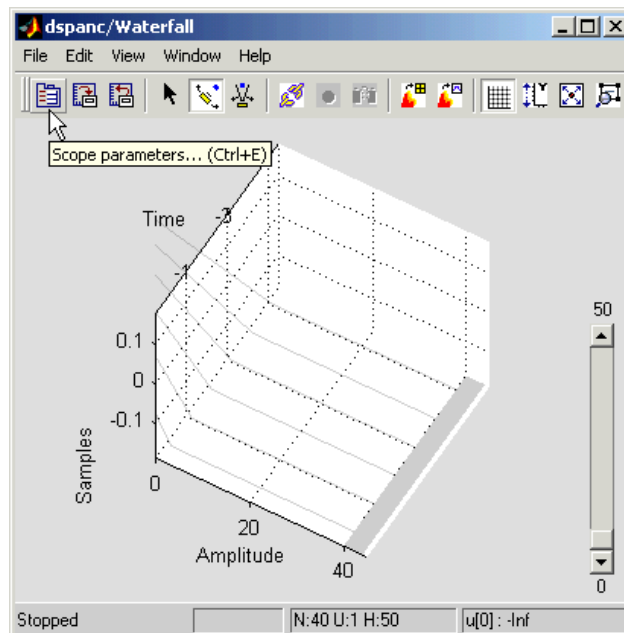 dspanc/Waterfall
File Edit View Window Help
Scope parameters... (Ctrl+E)
Time
-3
-1
0.1
0
-0.1
Samples
0
20
40
Amplitude
50
0
Stopped
N:40 U:1 H:50
u[0] : -Inf